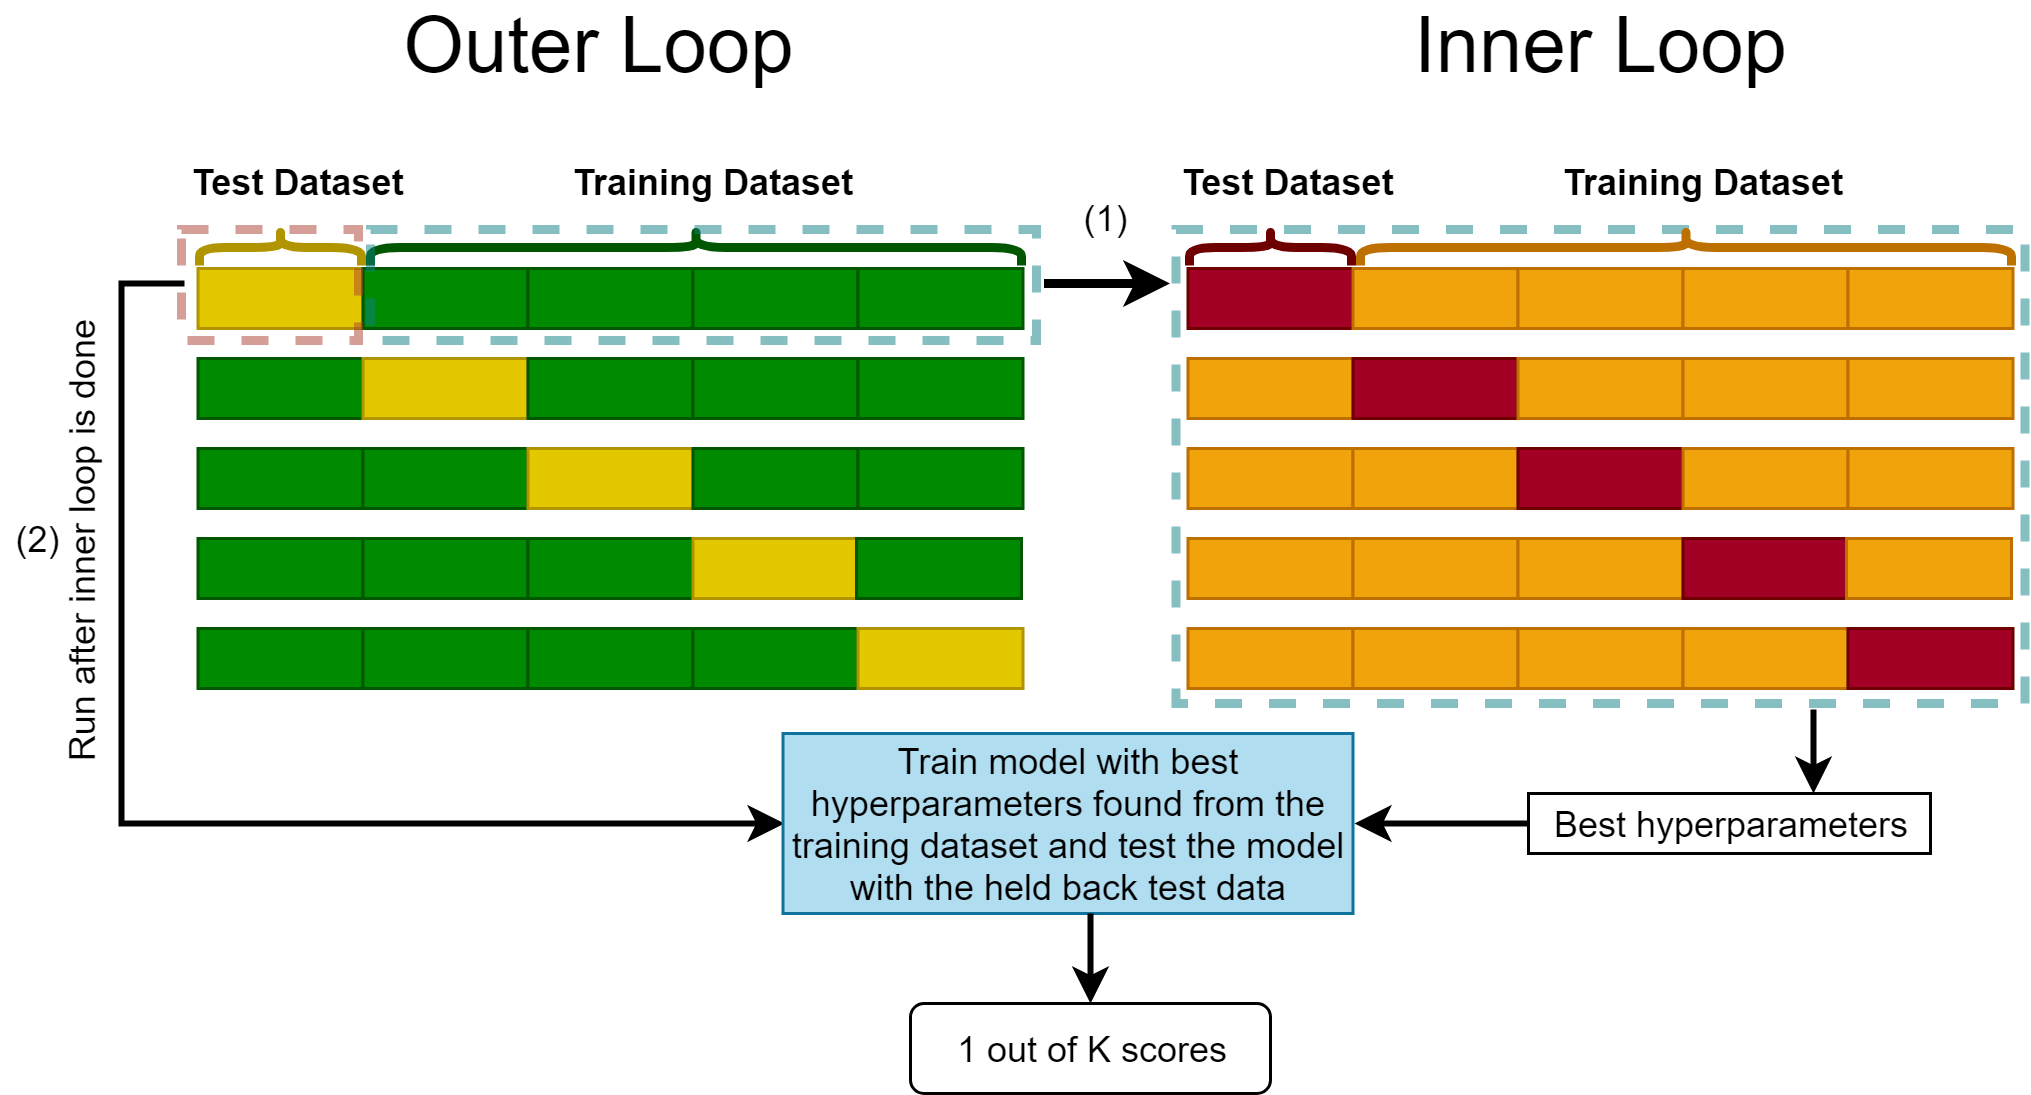 Outer Loop
Inner Loop
Test Dataset
Training Dataset
(1)
Test Dataset
Training Dataset
(2)
Run after inner loop is done
Train model with best
hyperparameters found from the
training dataset and test the model
with the held back test data
Best hyperparameters
1 out of K scores